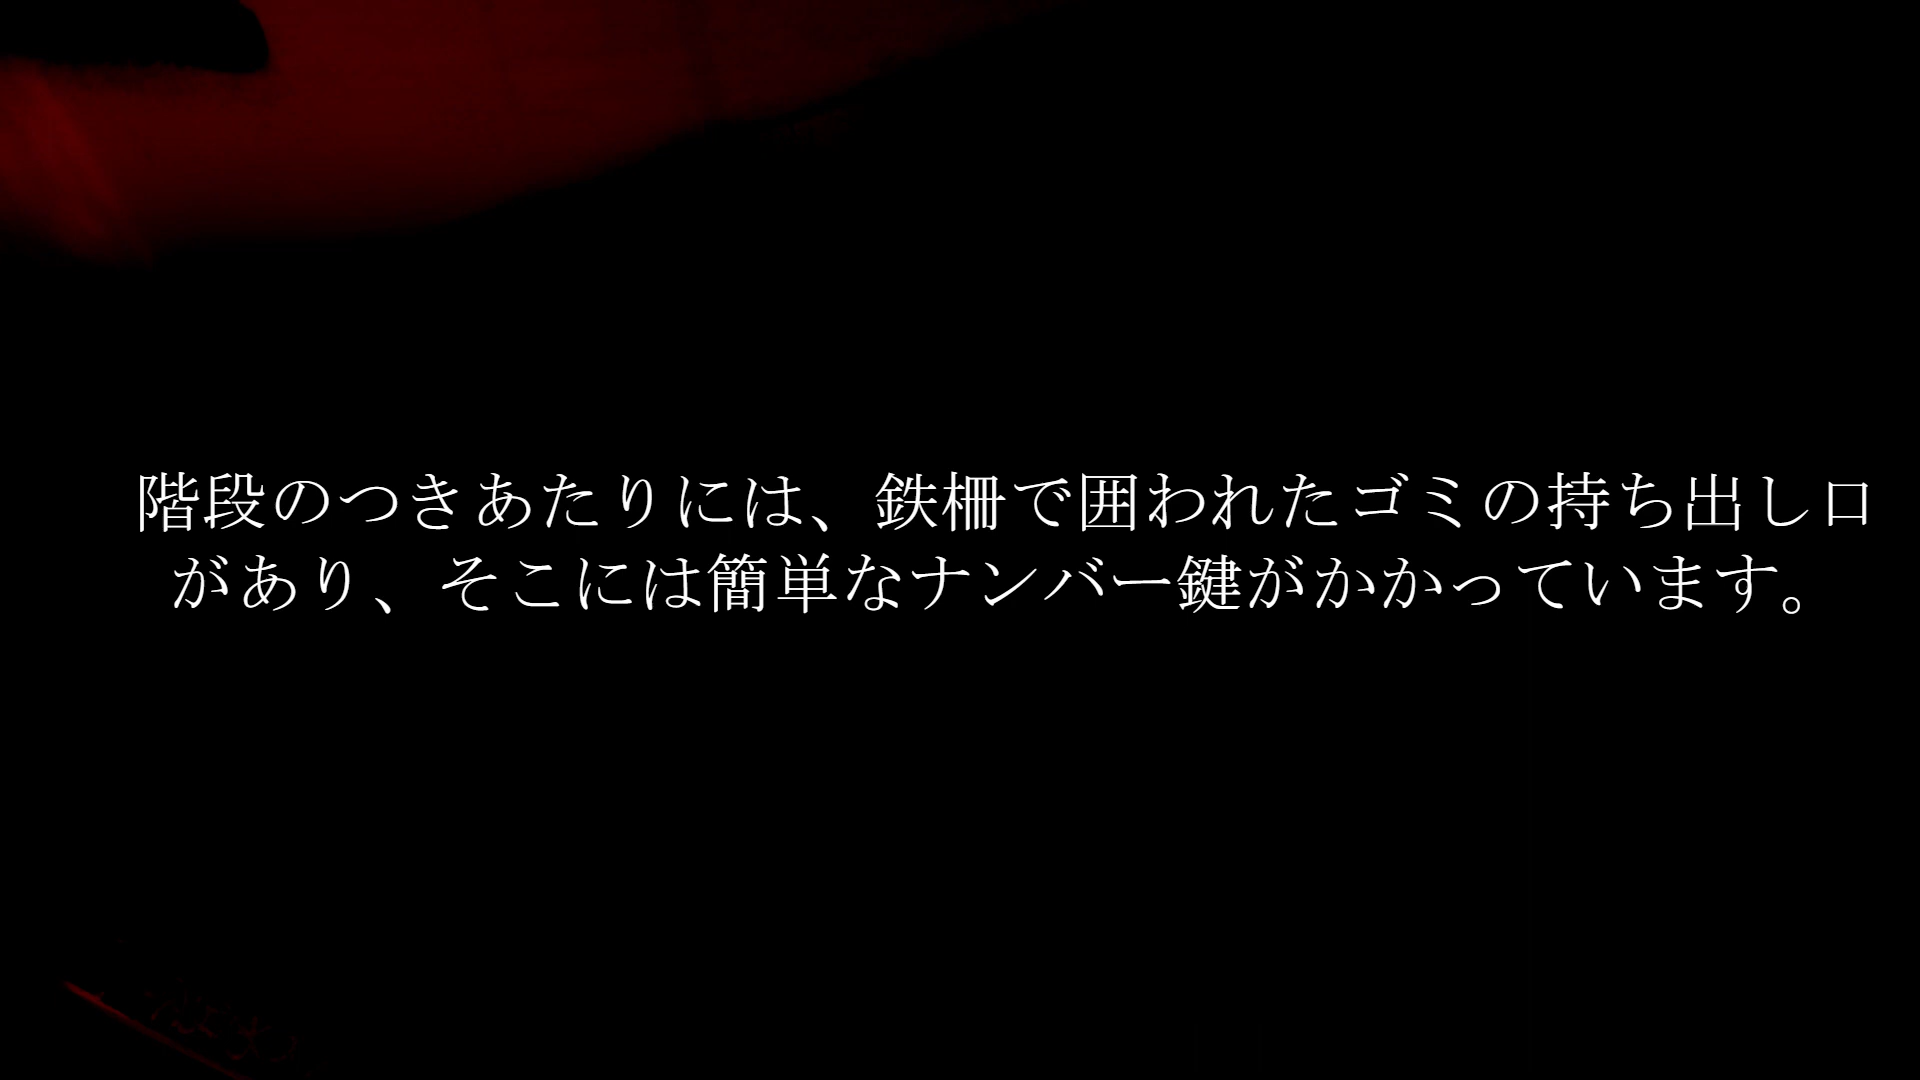 階段のつきあたりには、鉄柵で囲われたゴミの持ち出し口
があり、そこには簡単なナンバー鍵がかかっています。